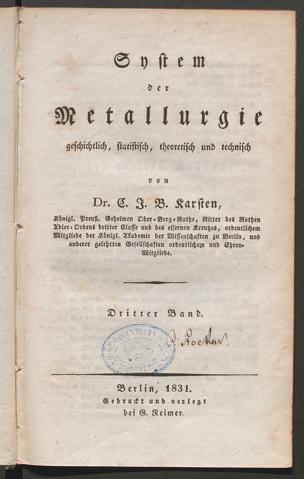 System
der
Metallurgie
geschichtlich, statistisch, theoretisch und technisch
von
Dr. C. J. B. Karsten,
Königl. Preuß. Geheimen Ober-Berg-Rathe, Ritter des Rothen
Adler-Ordens dritter Classe und des eisernen Kreuzes, ordentlichem
Mitgliede der Königl. Akademie der Wissenschaften zu Berlin, und
anderer gelehrten Gesellschaften ordentlichem und Ehren-
Mitgliede.
Dritter Band.
Berlin, 1831.
Gedruckt und verlegt
bei G. Reimer.